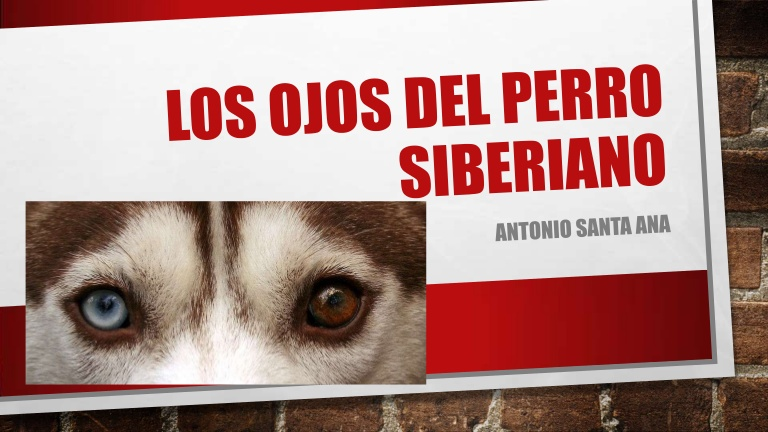 LOS OJOS DEL PERRO
SIBERIANO
ANTONIO SANTA ANA